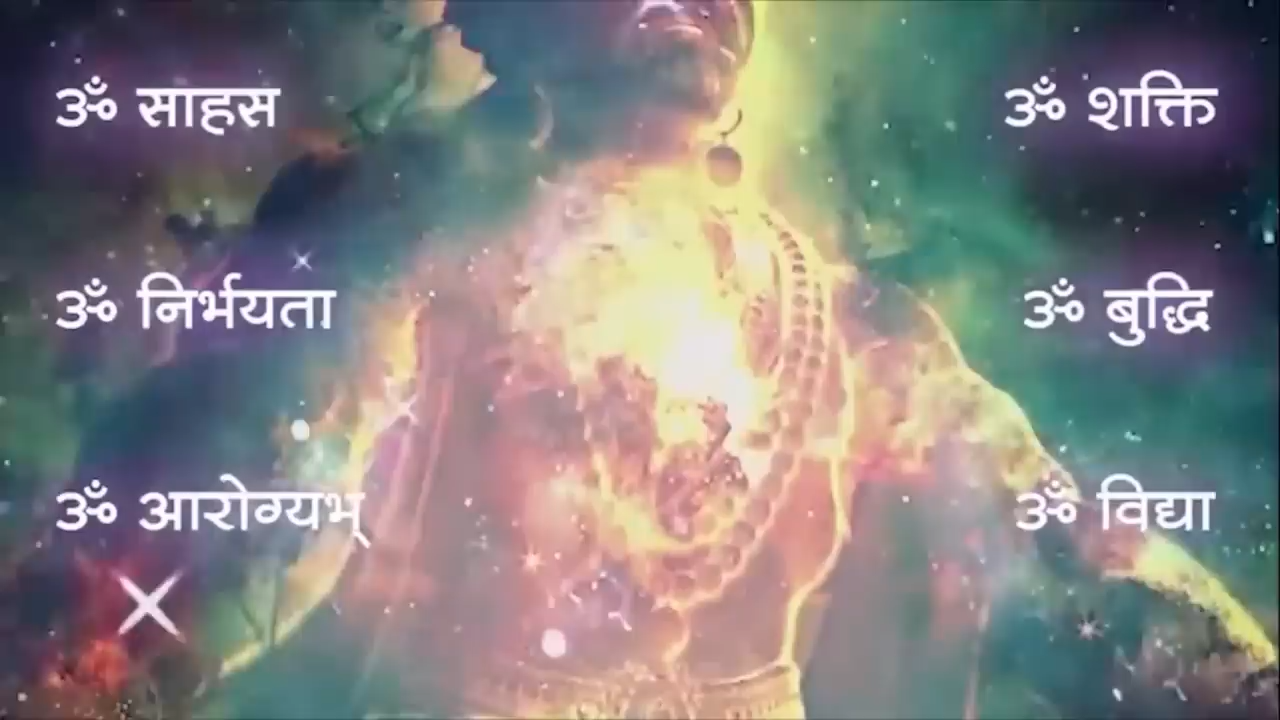 ॐ साहस
ॐ शक्ति
ॐ निर्भयता
ॐ बुद्धि
ॐ आरोग्यभ्
ॐ विद्या